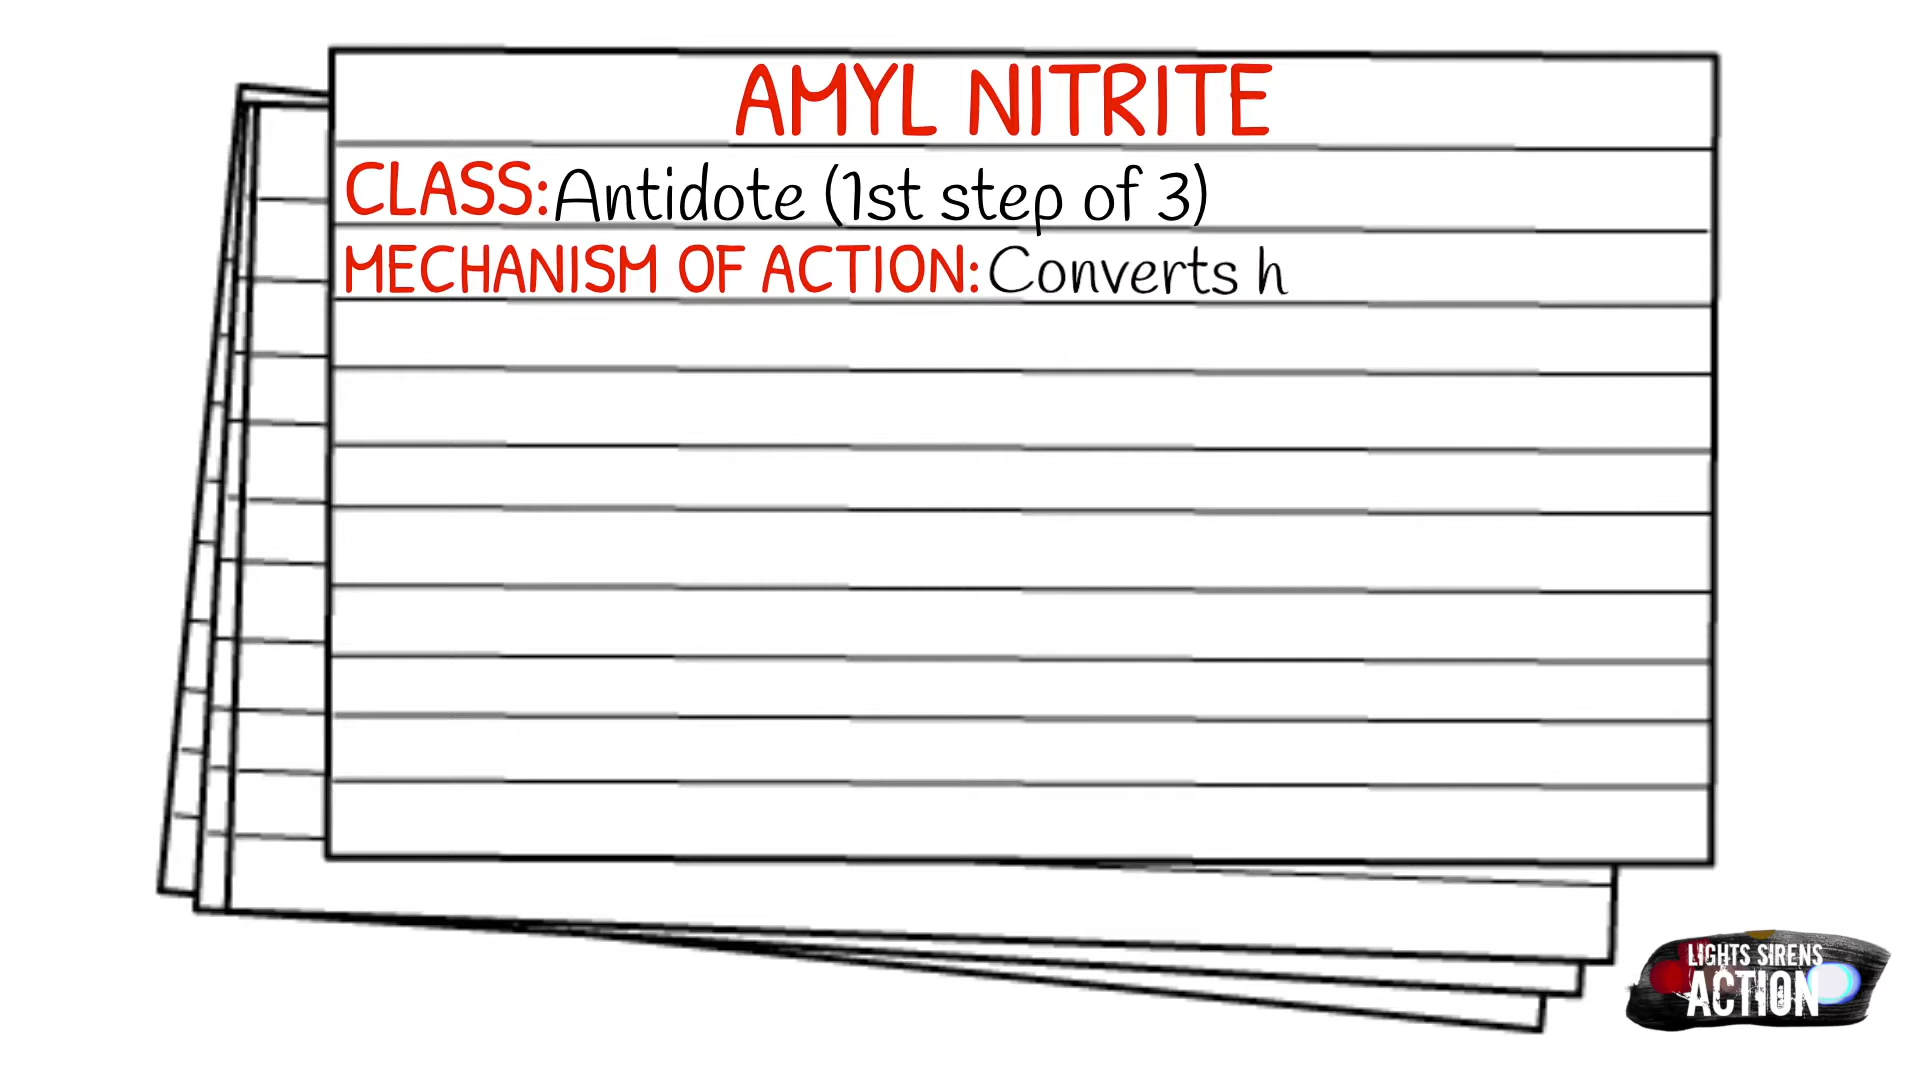 AMYL NITRITE
CLASS: Antidote (1st step of 3)
MECHANISM OF ACTION: Converts h
LIGHTS SIRENS
ACTION